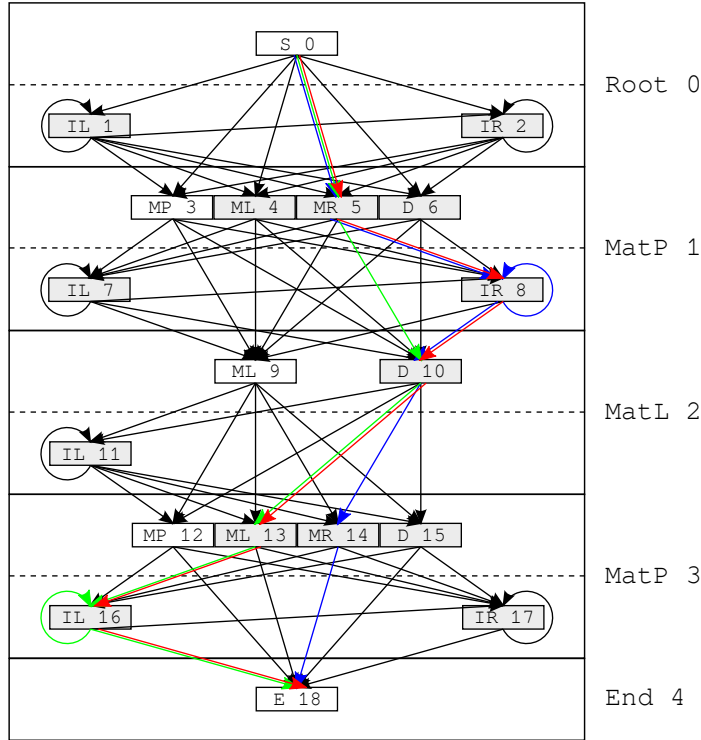 S 0
Root 0
IL 1 IR 2
MP 3 ML 4 MR 5 D 6
MatP 1
IL 7 IR 8
ML 9 D 10
MatL 2
IL 11
MP 12 ML 13 MR 14 D 15
MatP 3
IL 16 IR 17
E 18
End 4